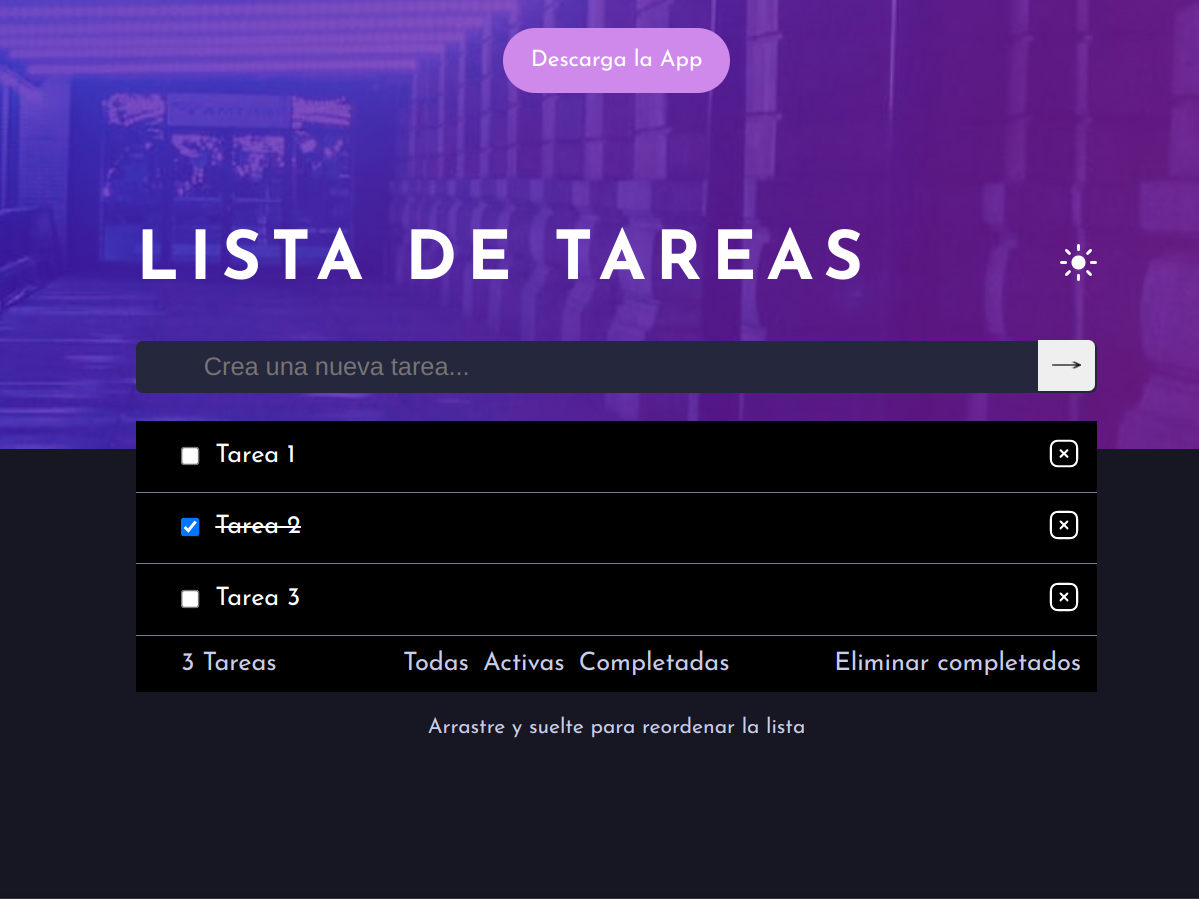 Descarga la App
LISTA DE TAREAS
Crea una nueva tarea...
Tarea 1
Tarea 2
Tarea 3
3 Tareas Todas Activas Completadas Eliminar completados
Arrastre y suelte para reordenar la lista